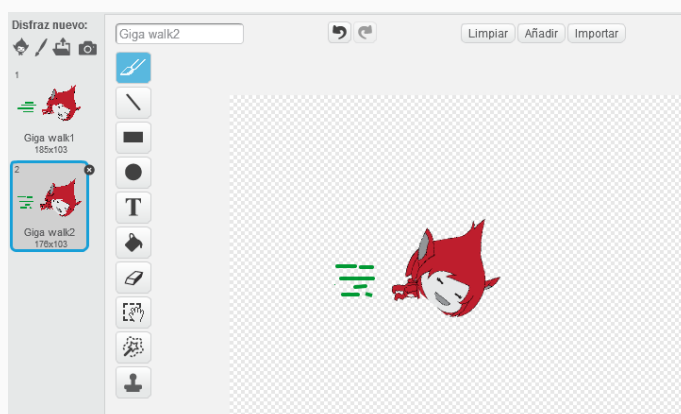 Disfraz nuevo:
1
Giga walk1
185x103
2
Giga walk2
176x103
Giga walk2
Limpiar Añadir Importar
T